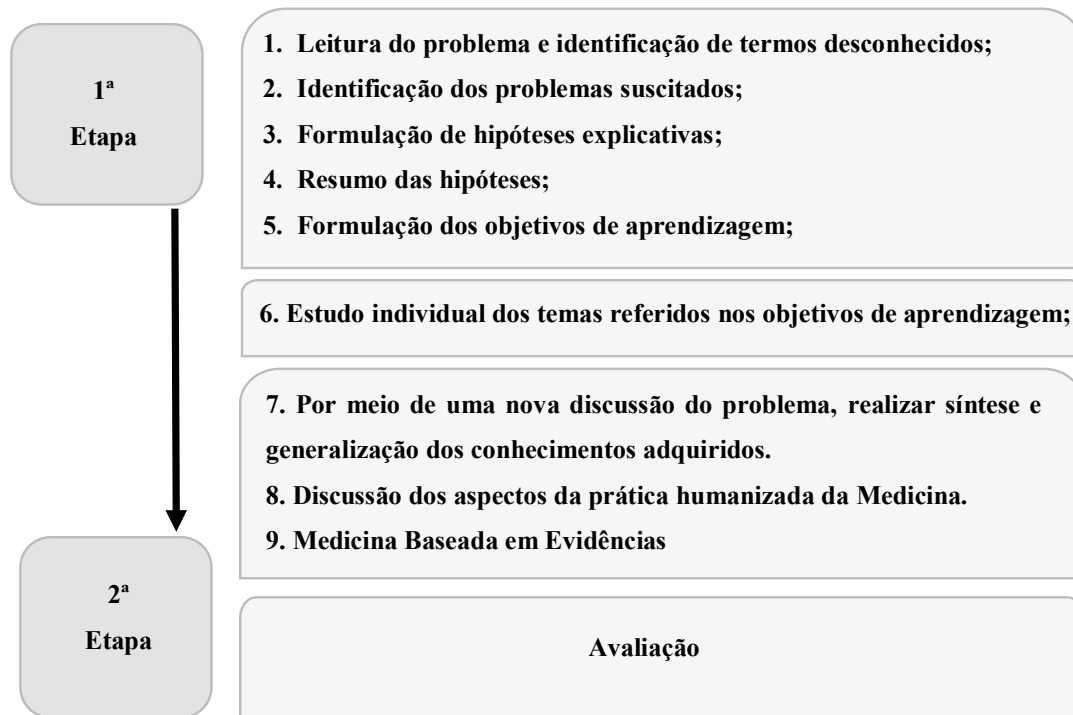 1ª
Etapa
1. Leitura do problema e identificação de termos desconhecidos;
2. Identificação dos problemas suscitados;
3. Formulação de hipóteses explicativas;
4. Resumo das hipóteses;
5. Formulação dos objetivos de aprendizagem;
6. Estudo individual dos temas referidos nos objetivos de aprendizagem;
7. Por meio de uma nova discussão do problema, realizar síntese e
generalização dos conhecimentos adquiridos.
8. Discussão dos aspectos da prática humanizada da Medicina.
9. Medicina Baseada em Evidências
2ª
Etapa
Avaliação